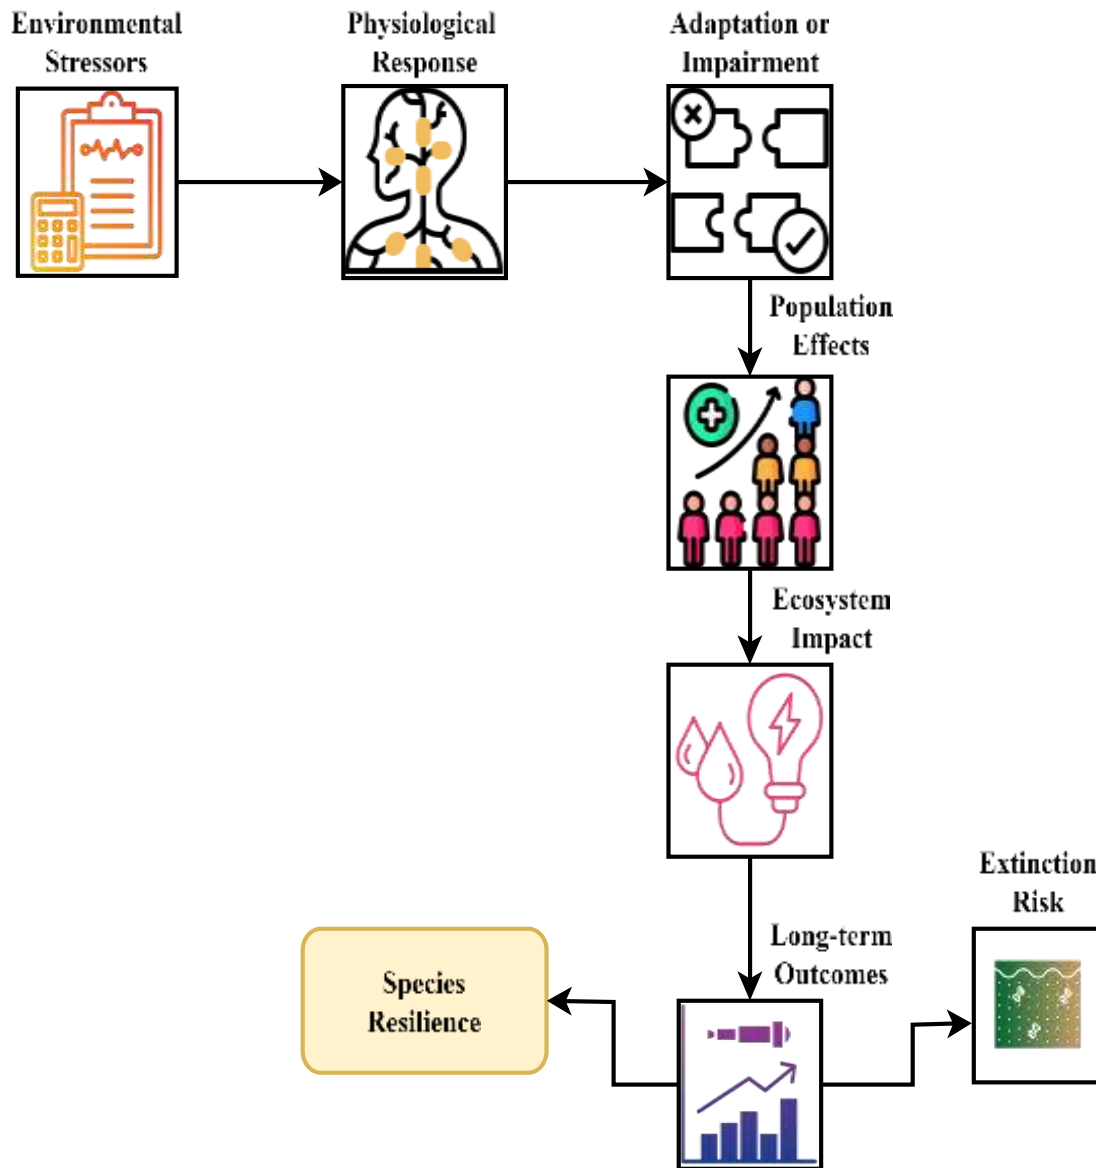 Environmental
Stressors
Physiological
Response
Adaptation or
Impairment
Population
Effects
Ecosystem
Impact
Extinction
Risk
Long-term
Outcomes
Species
Resilience